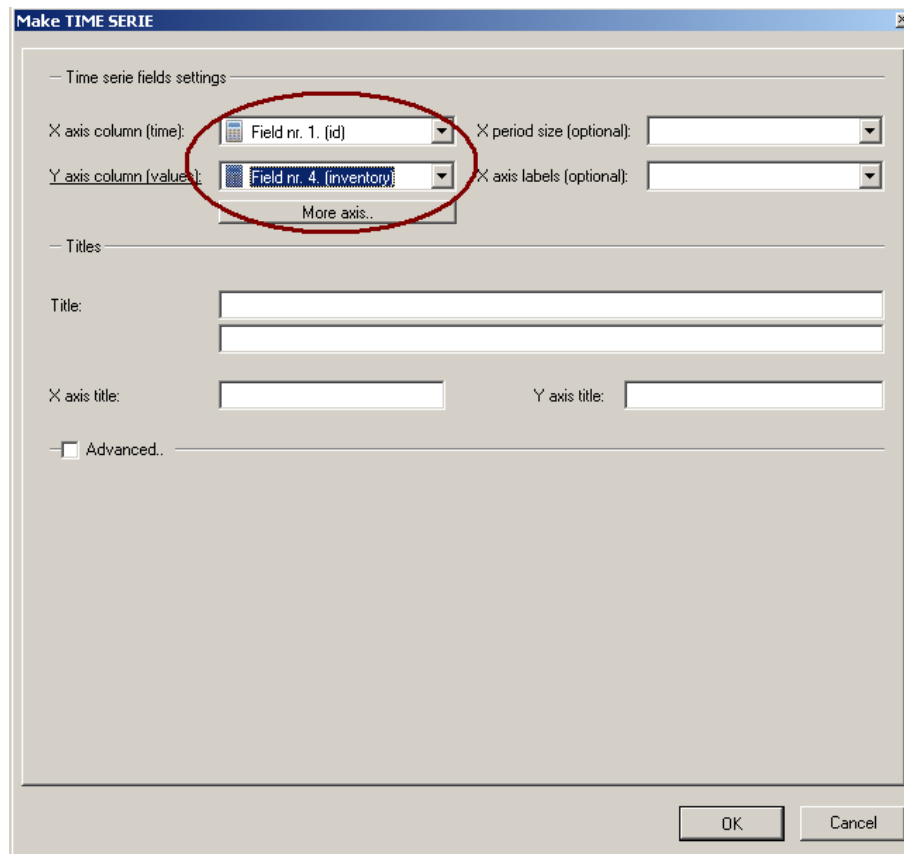 Make TIME SERIE
Time serie fields settings
X axis column (time): Field nr. 1. (id) X period size (optional):
Y axis column (values): Field nr. 4. (inventory) X axis labels (optional):
More axis..
Titles
Title:
X axis title: Y axis title:
Advanced..
OK Cancel